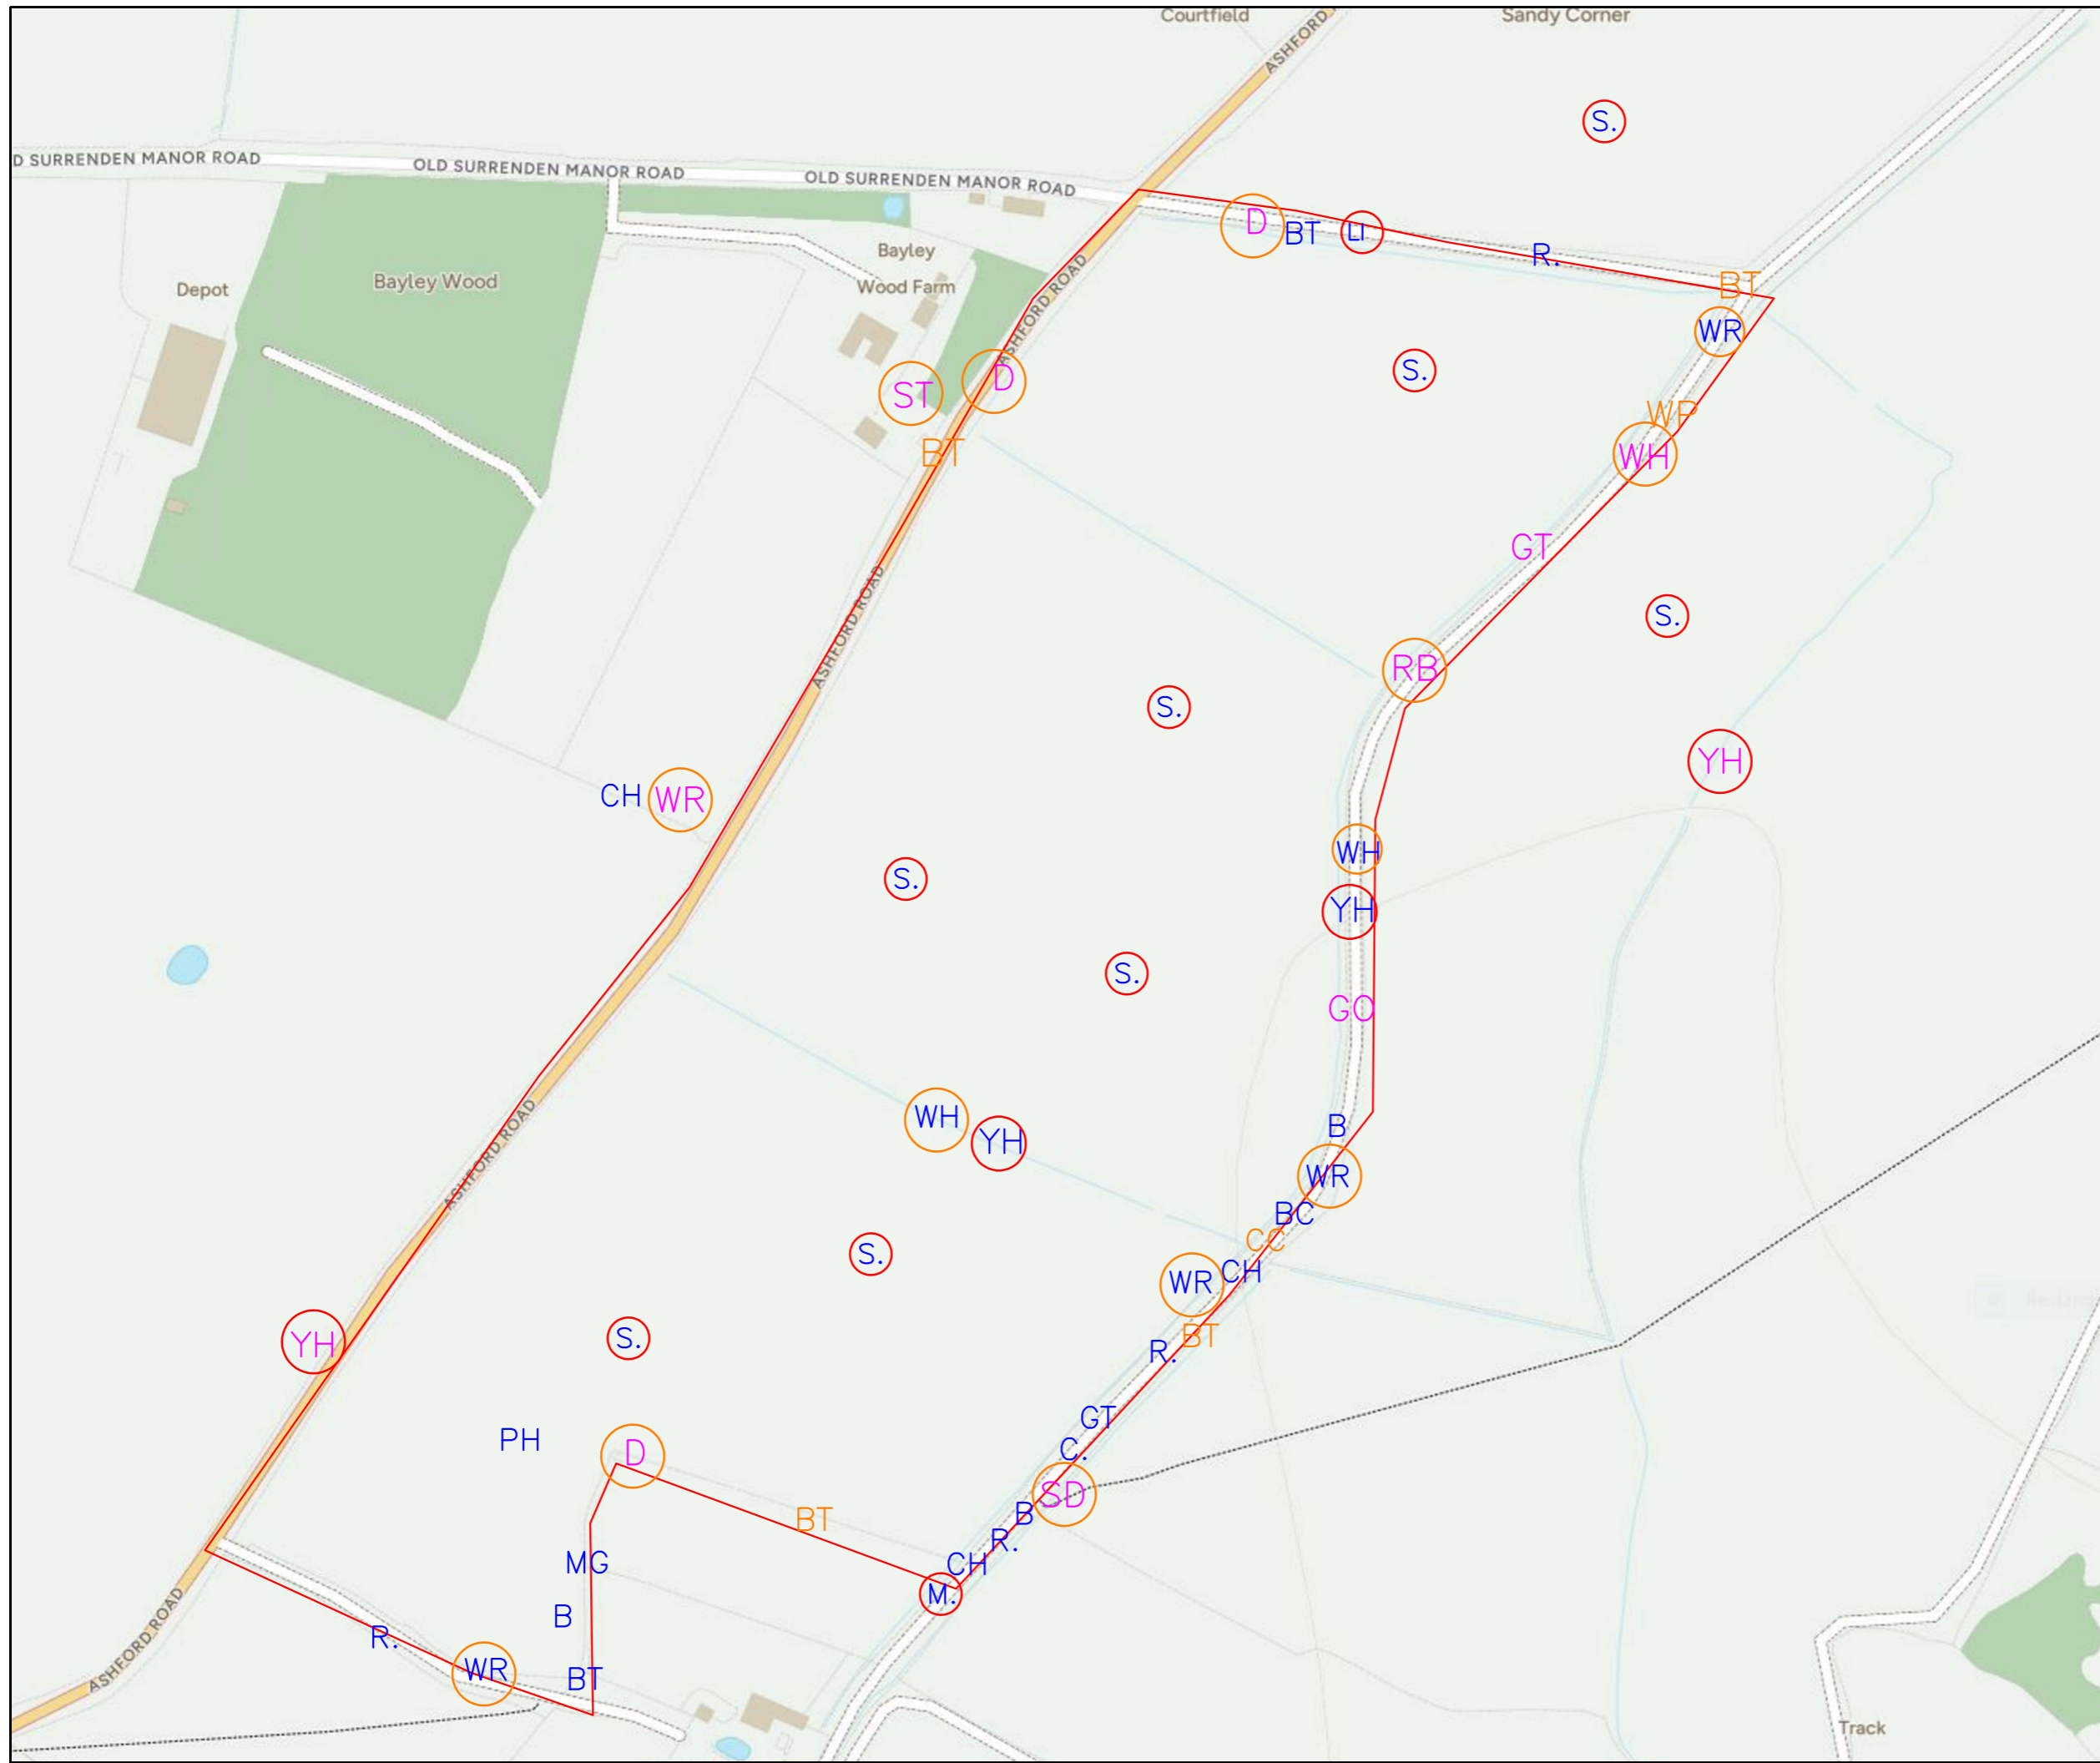 Courtfield
Sandy Corner
ASHFORD
S.
D SURRENDEN MANOR ROAD
OLD SURRENDEN MANOR ROAD
OLD SURRENDEN MANOR ROAD
D
BT
LT
R.
Bayley
Depot
Bayley Wood
Wood Farm
ASHFORD ROAD
BT
WR
S.
ST
D
WP
BT
WH
GT
ASHFORD ROAD
S.
RB
S.
YH
CH
WR
WH
S.
YH
S.
GO
ASHFORD ROAD
WH
YH
B
WR
BC
CC
S.
WR
CH
YH
S.
BT
R.
PH
D
GT
C.
SD
BT
B
R.
MG
CH
M.
B
ASHFORD ROAD
R.
WR
BT
Track